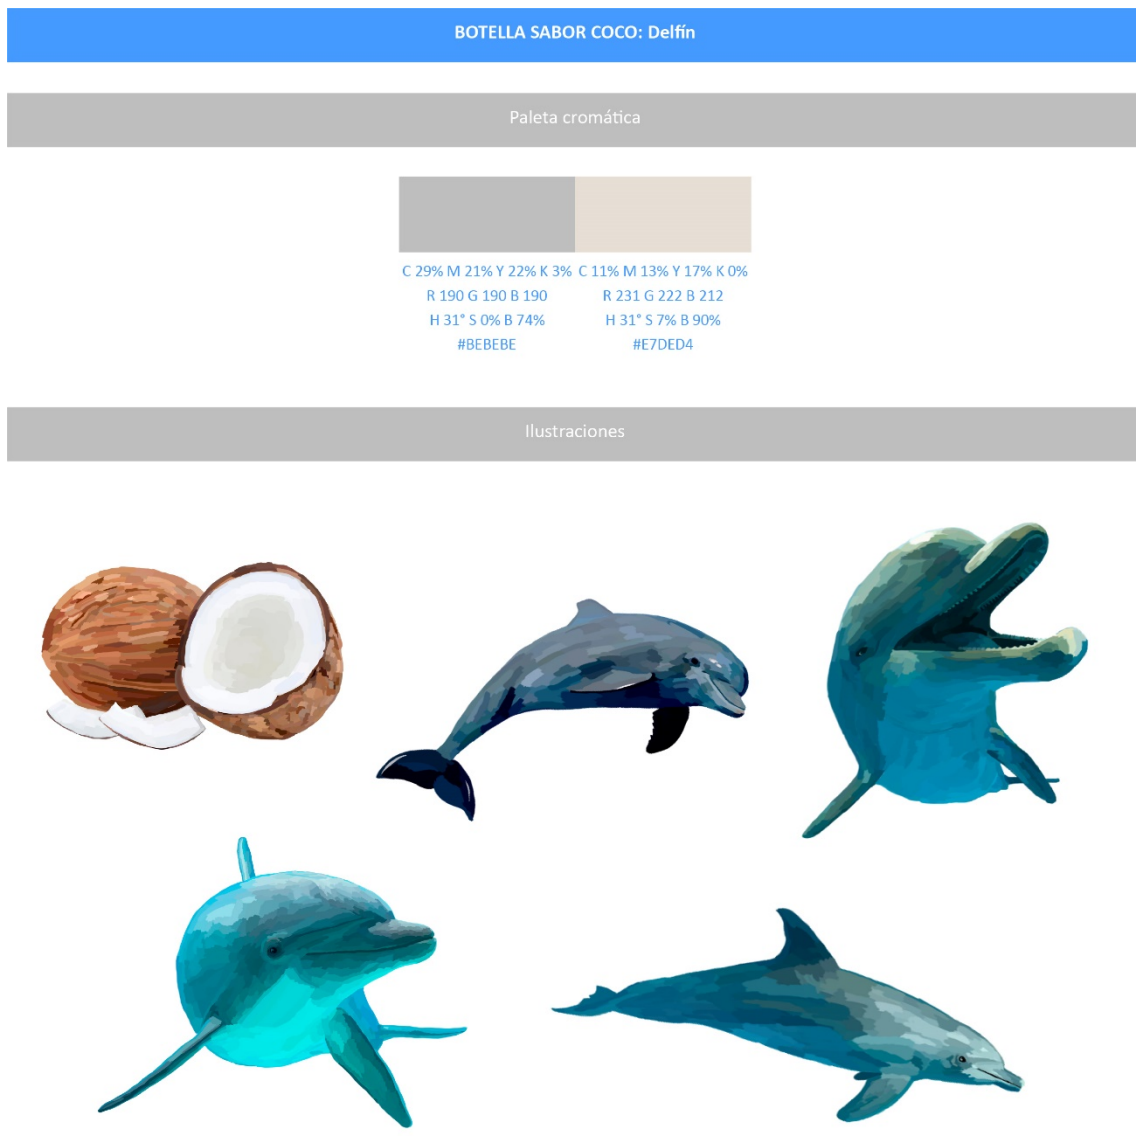 BOTELLA SABOR COCO: Delfín
Paleta cromática
C 29% M 21% Y 22% K 3% C 11% M 13% Y 17% K 0%
R 190 G 190 B 190 R 231 G 222 B 212
H 31° S 0% B 74% H 31° S 7% B 90%
#BEBEBE #E7DED4
Ilustraciones